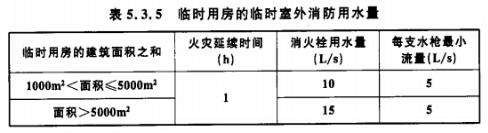 表 5.3.5 临时用房的临时室外消防用水量
临时用房的建筑面积之和 火灾延续时间(h) 消火栓用水量(L/s) 每支水枪最小流量(L/s)
1000m²<面积≤5000m² 1 10 5
面积>5000m² 15 5